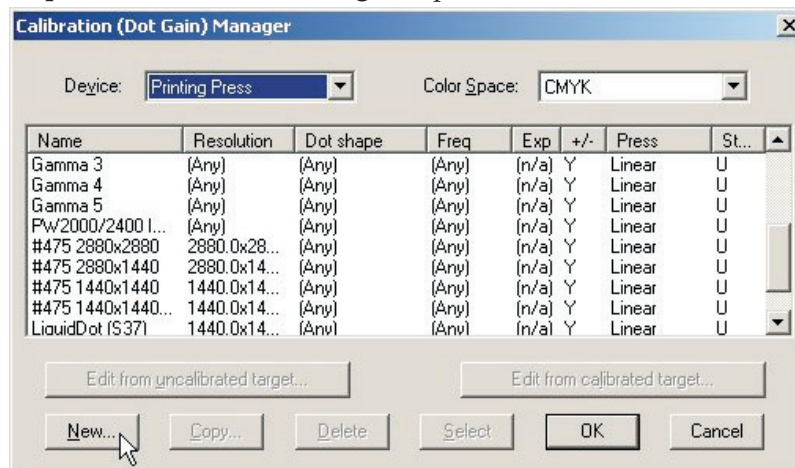 Calibration (Dot Gain) Manager
Device: Printing Press Color Space: CMYK
Name Resolution Dot shape Freq Exp +/- Press St...
Gamma 3 (Any) (Any) (Any) (n/a) Y Linear U
Gamma 4 (Any) (Any) (Any) (n/a) Y Linear U
Gamma 5 (Any) (Any) (Any) (n/a) Y Linear U
PW2000/2400 I... (Any) (Any) (Any) (n/a) Y Linear U
#475 2880x2880 2880.0x28... (Any) (Any) (n/a) Y Linear U
#475 2880x1440 2880.0x14... (Any) (Any) (n/a) Y Linear U
#475 1440x1440 1440.0x14... (Any) (Any) (n/a) Y Linear U
#475 1440x1440... 1440.0x14... (Any) (Any) (n/a) Y Linear U
LiquidDot (S37) 1440.0x14... (Any) (Any) (n/a) Y Linear U
Edit from uncalibrated target... Edit from calibrated target...
New... Copy... Delete Select OK Cancel